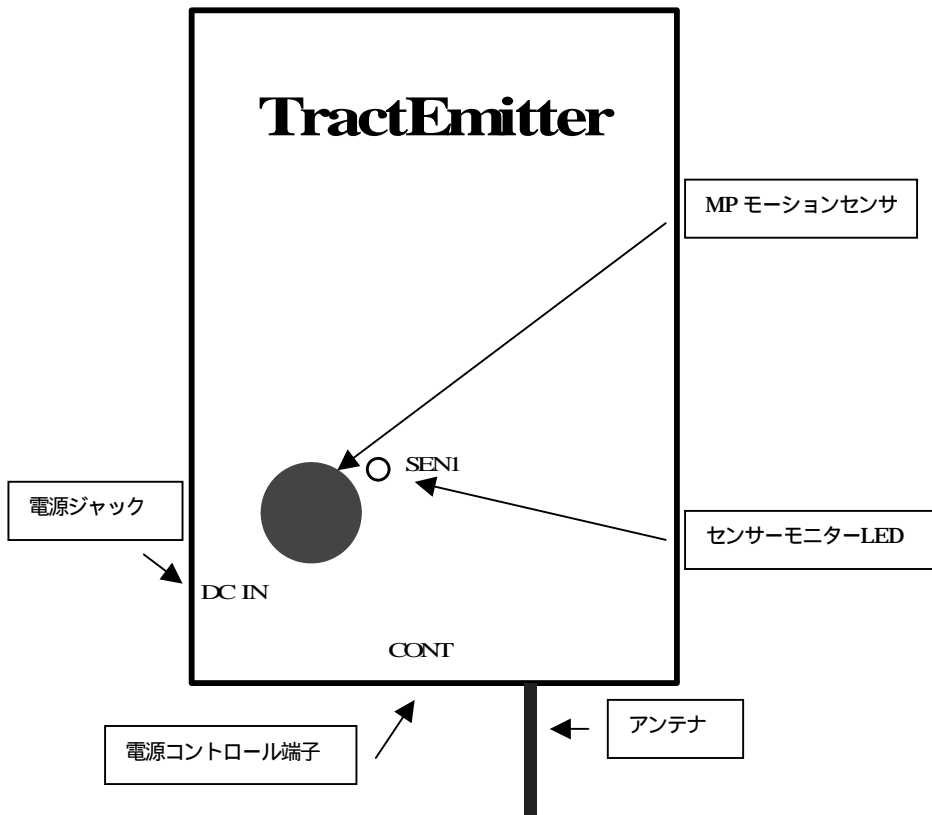 TractEmitter
MP モーションセンサ
SEN1
電源ジャック
センサーモニターLED
DC IN
CONT
アンテナ
電源コントロール端子